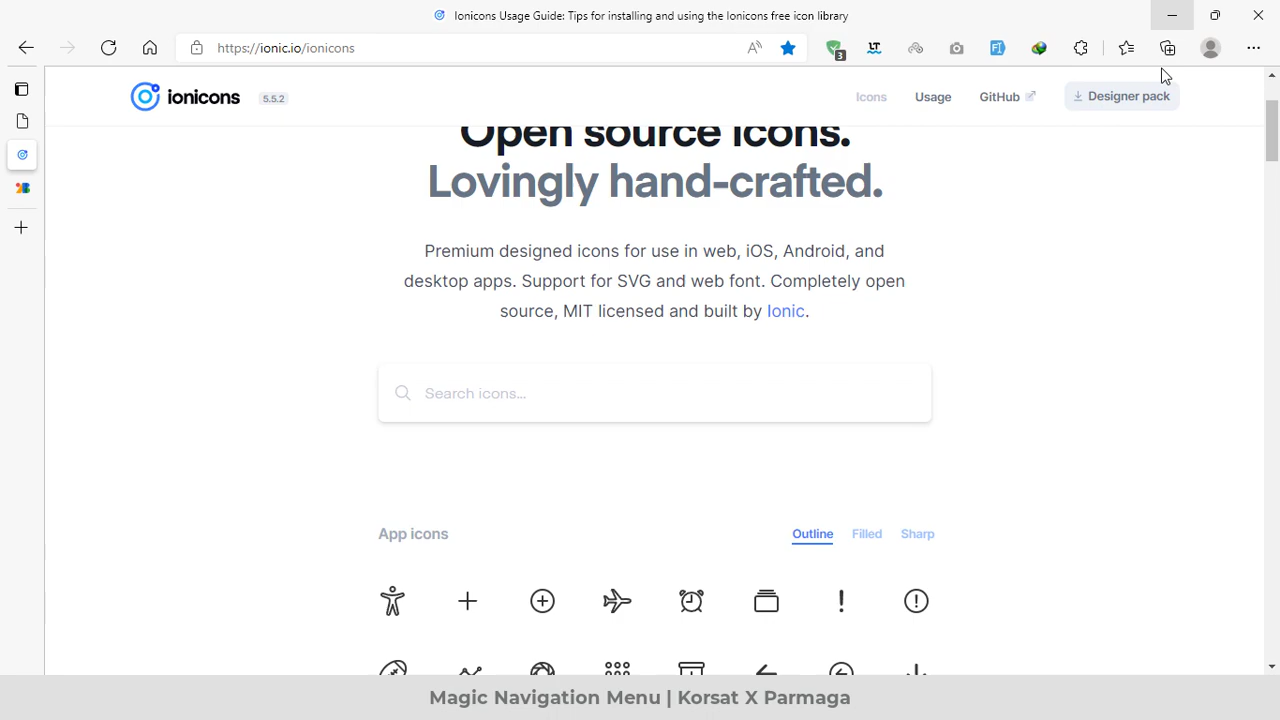 Ionicons Usage Guide: Tips for installing and using the Ionicons free icon library
https://ionic.io/ionicons
3
ionicons
5.5.2
Icons
Usage
GitHub
Designer pack
Open source icons.
Lovingly hand-crafted.
Premium designed icons for use in web, iOS, Android, and
desktop apps. Support for SVG and web font. Completely open
source, MIT licensed and built by Ionic.
Search icons...
App icons
Outline
Filled
Sharp
Magic Navigation Menu | Korsat X Parmaga